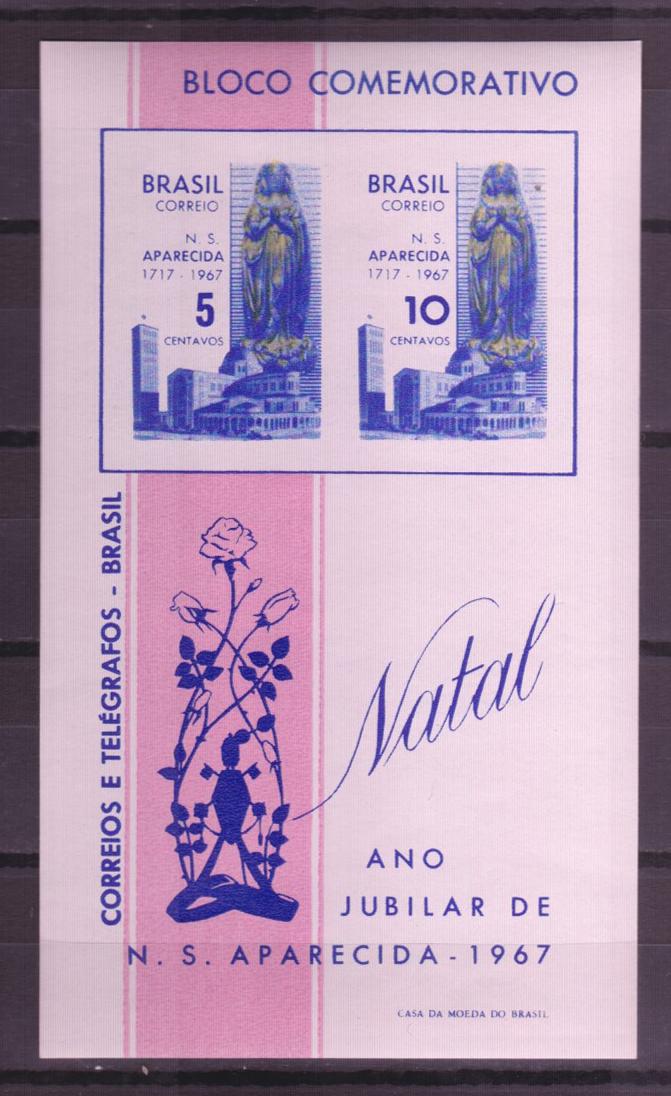 BLOCO COMEMORATIVO
BRASIL
CORREIO
N. S.
APARECIDA
1717 - 1967
5
CENTAVOS
BRASIL
CORREIO
N. S.
APARECIDA
1717 - 1967
10
CENTAVOS
CORREIOS E TELÉGRAFOS - BRASIL
Natal
ANO
JUBILAR DE
N. S. APARECIDA - 1967
CASA DA MOEDA DO BRASIL